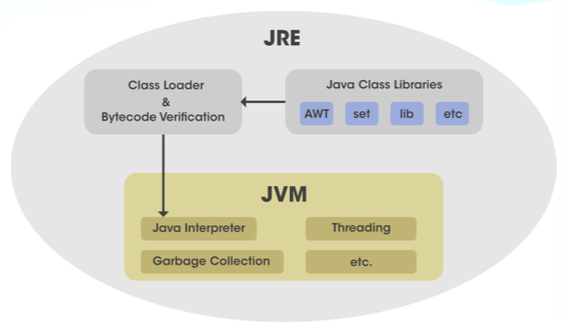 JRE
Class Loader
&
Bytecode Verification
Java Class Libraries
AWT set lib etc
JVM
Java Interpreter
Threading
Garbage Collection
etc.